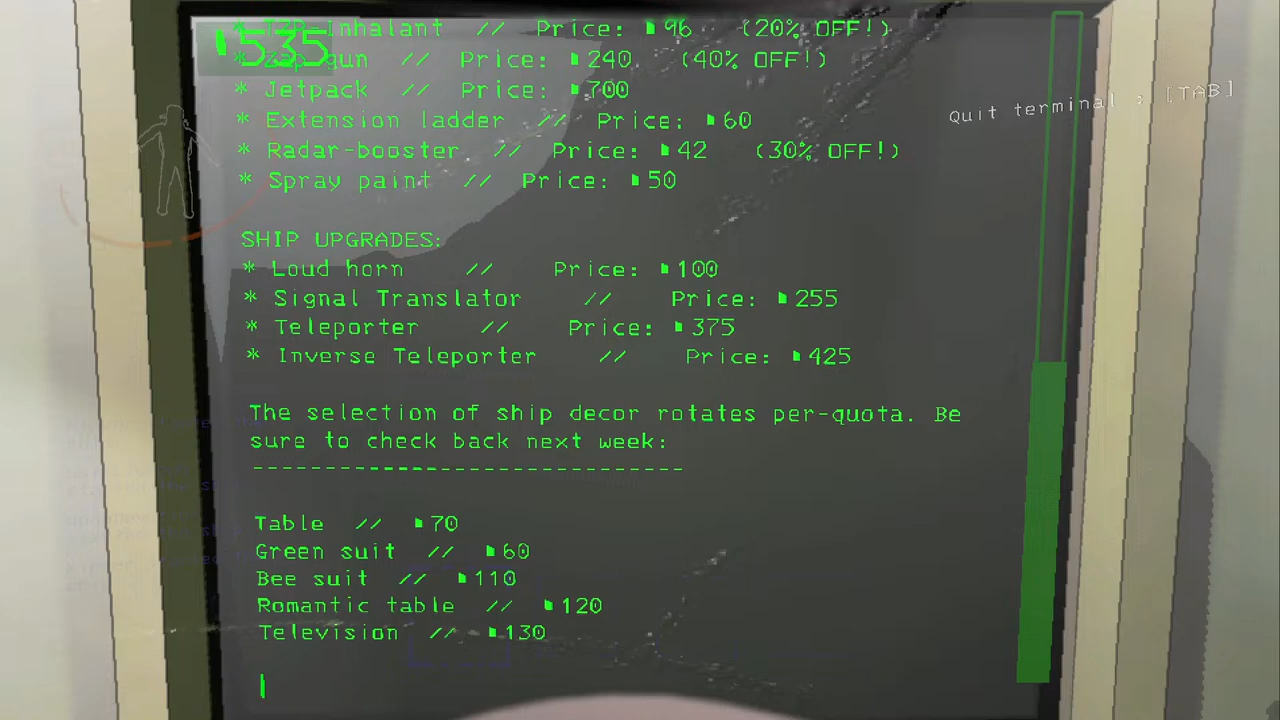 * TZP-Inhalant // Price: ▮96 (20% OFF!)
▮535
* Zap gun // Price: ▮240. (40% OFF!)
* Jetpack // Price: ▮700
Quit terminal : [TAB]
* Extension ladder // Price: ▮60
* Radar-booster. // Price: ▮42 (30% OFF!)
* Spray paint // Price: ▮50
SHIP UPGRADES:
* Loud horn // Price: ▮100
* Signal Translator // Price: ▮255
* Teleporter // Price: ▮375
* Inverse Teleporter // Price: ▮425
The selection of ship decor rotates per-quota. Be
sure to check back next week:
------------------------------
Table // ▮70
Green suit // ▮60
Bee suit // ▮110
Romantic table // ▮120
Television // ▮130